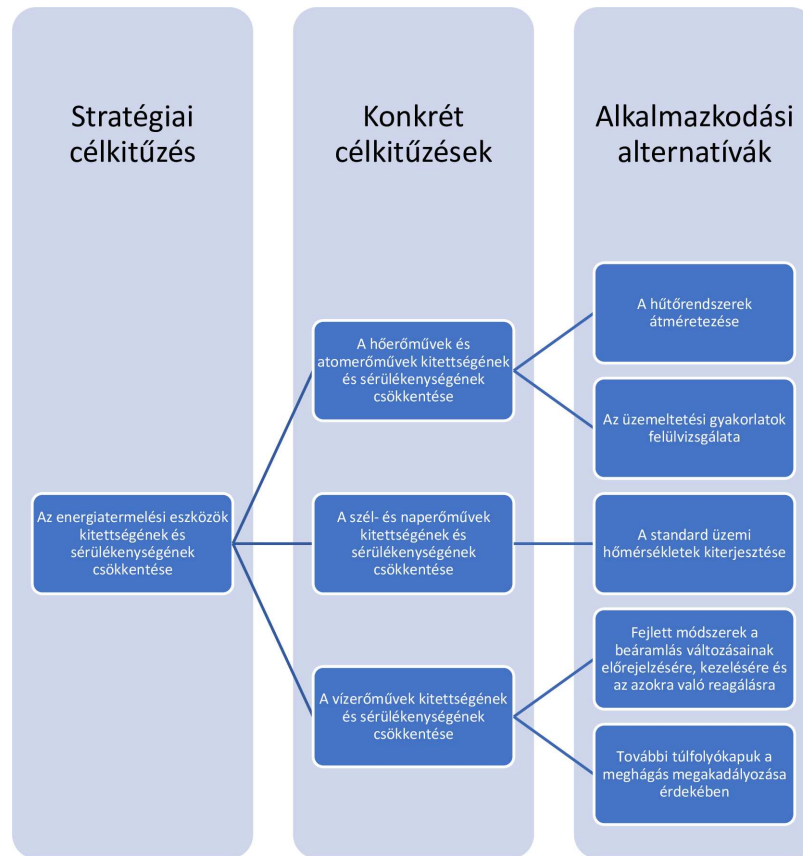 Stratégiai
célkitűzés
Konkrét
célkitűzések
Alkalmazkodási
alternatívák
Az energiatermelési eszközök
kitettségének és
sérülékenységének
csökkentése
A hőerőművek és
atomerőművek kitettségének
és sérülékenységének
csökkentése
A szél- és naperőművek
kitettségének és
sérülékenységének
csökkentése
A vízerőművek kitettségének
és sérülékenységének
csökkentése
A hűtőrendszerek
átméretezése
Az üzemeltetési gyakorlatok
felülvizsgálata
A standard üzemi
hőmérsékletek kiterjesztése
Fejlett módszerek a
beáramlás változásainak
előrejelzésére, kezelésére és
az azokra való reagálásra
További túlfolyókapuk a
meghágás megakadályozása
érdekében